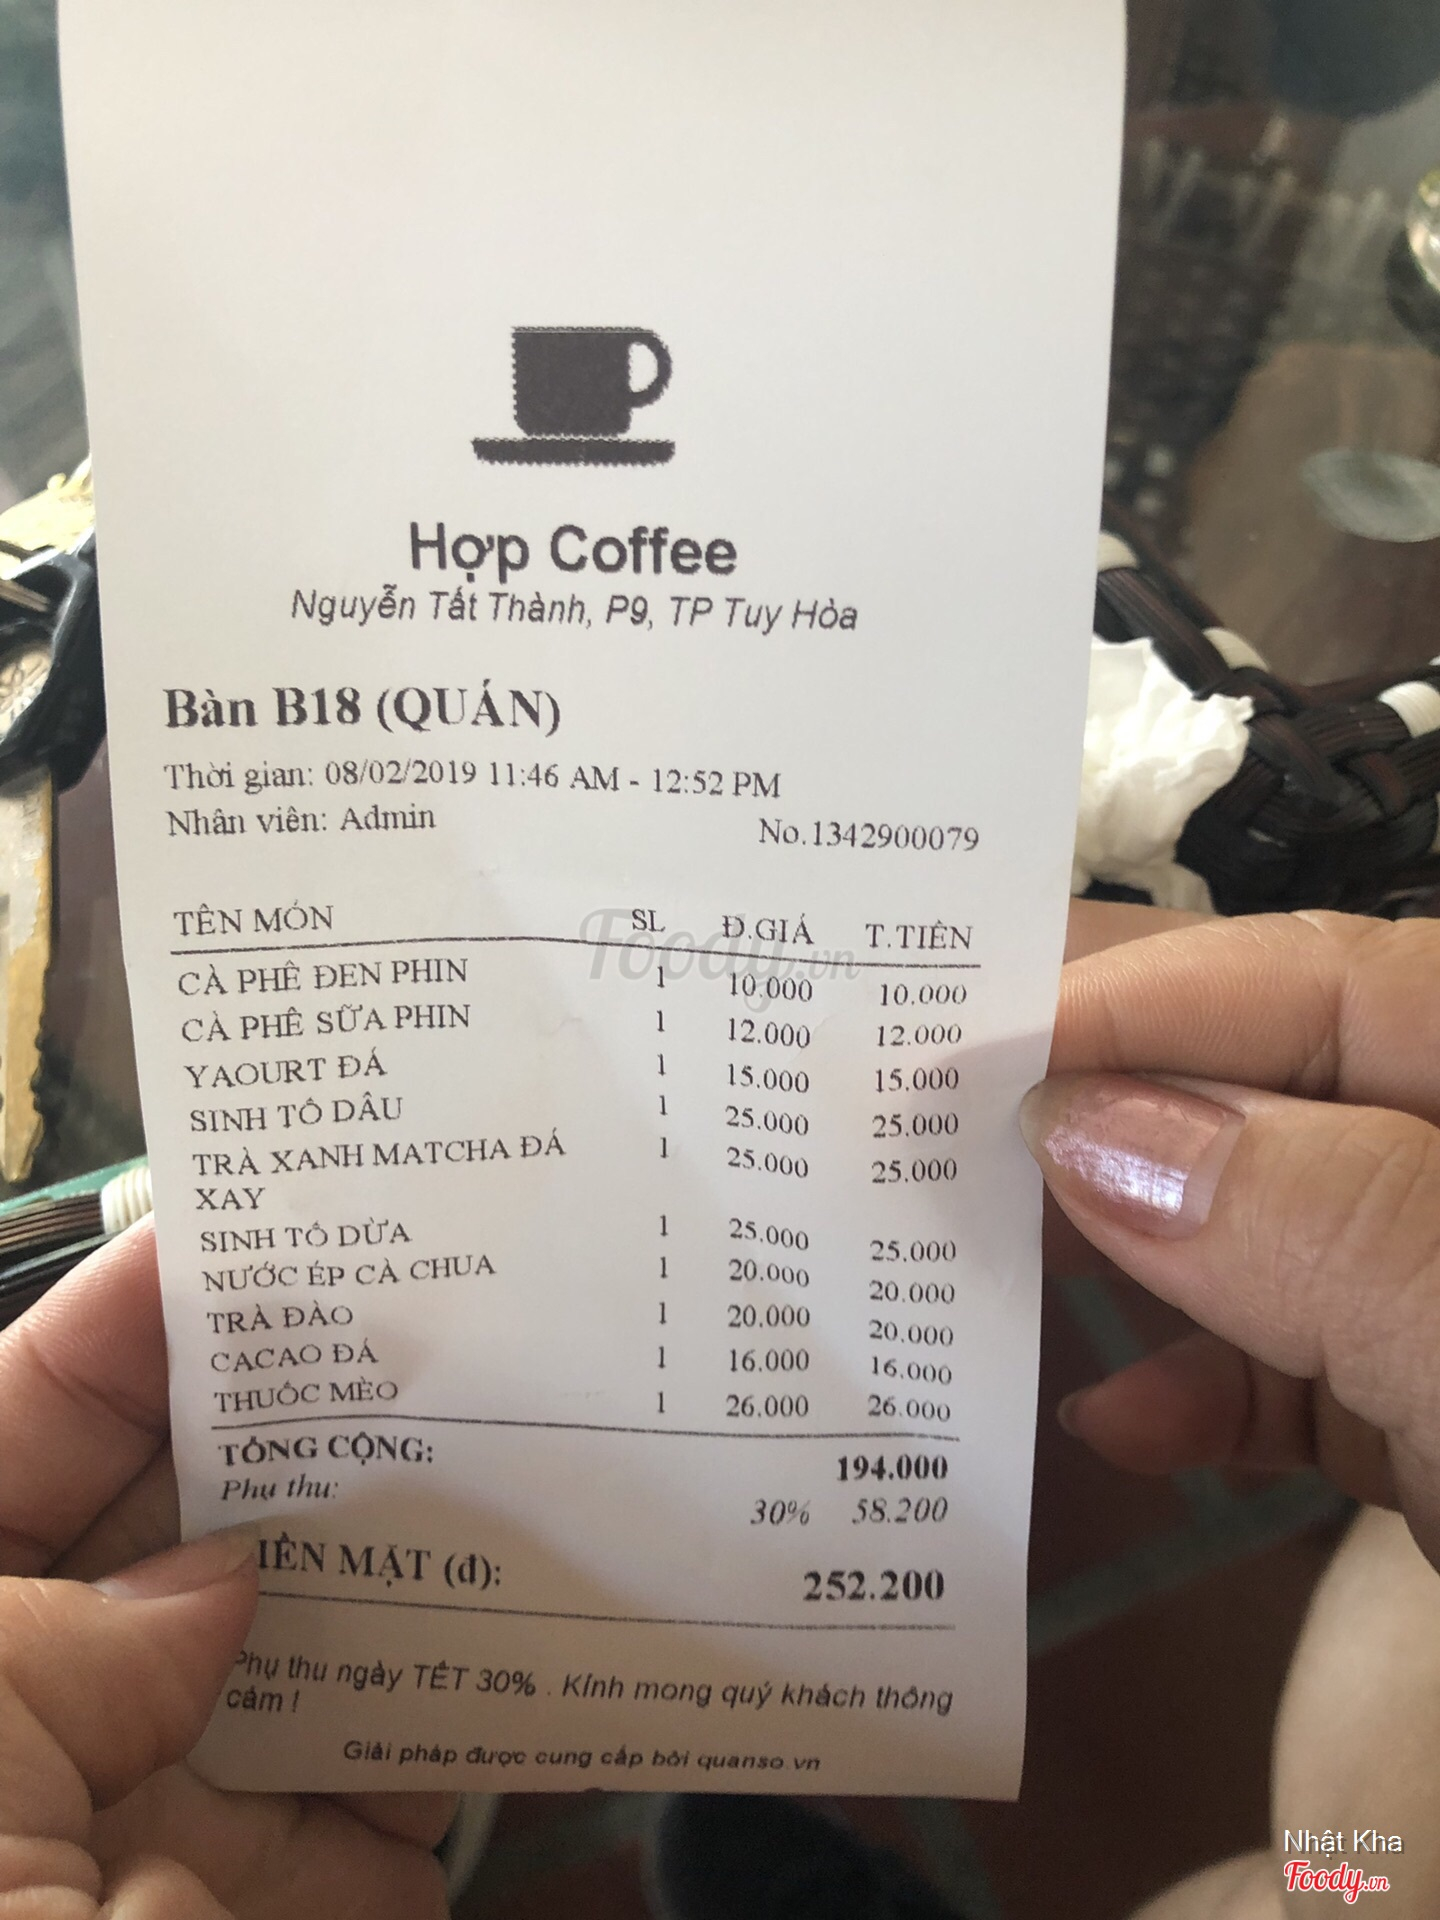 Hợp Coffee
Nguyễn Tất Thành, P9, TP Tuy Hòa
Bàn B18 (QUÁN)
Thời gian: 08/02/2019 11:46 AM - 12:52 PM
Nhân viên: Admin No.1342900079
TÊN MÓN SL Đ.GIÁ T.TIỀN
CÀ PHÊ ĐEN PHIN 1 10.000 10.000
CÀ PHÊ SỮA PHIN 1 12.000 12.000
YAOURT ĐÁ 1 15.000 15.000
SINH TỐ DÂU 1 25.000 25.000
TRÀ XANH MATCHA ĐÁ 1 25.000 25.000
XAY
SINH TỐ DỪA 1 25.000 25.000
NƯỚC ÉP CÀ CHUA 1 20.000 20.000
TRÀ ĐÀO 1 20.000 20.000
CACAO ĐÁ 1 16.000 16.000
THUỐC MÈO 1 26.000 26.000
TỔNG CỘNG: 194.000
Phụ thu: 30% 58.200
IỀN MẶT (đ): 252.200
Phụ thu ngày TẾT 30% . Kính mong quý khách thông
cảm !
Giải pháp được cung cấp bởi quanso.vn
Foody.vn
Nhật Kha
Foody.vn